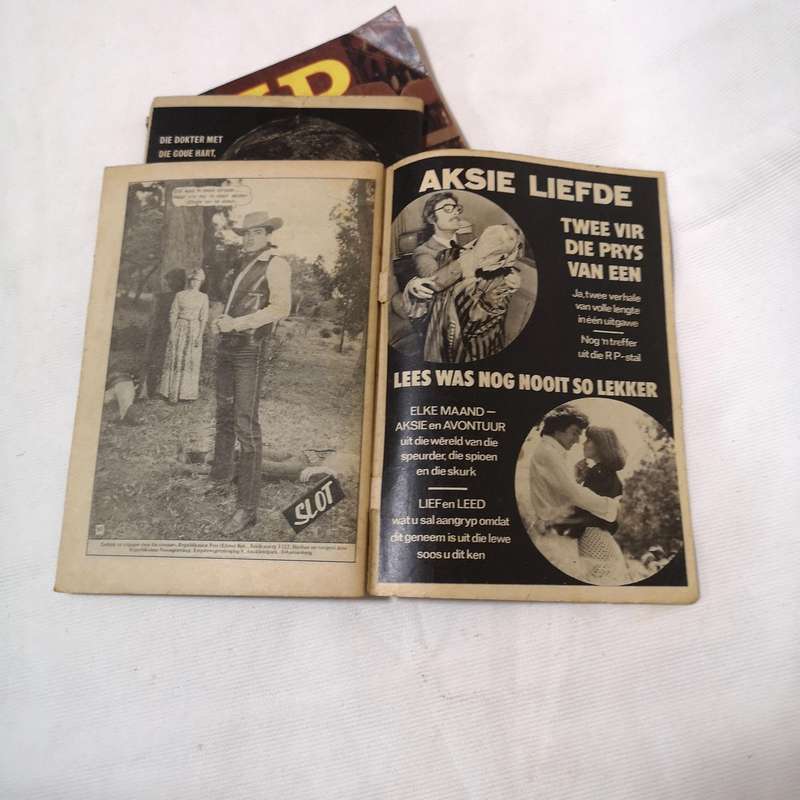 DIE DOKTER MET
DIE GOUE HART,
SLOT
AKSIE LIEFDE
TWEE VIR
DIE PRYS
VAN EEN
Ja, twee verhale
van volle lengte
in één uitgawe
Nog 'n treffer
uit die RP-stal
LEES WAS NOG NOOIT SO LEKKER
ELKE MAAND —
AKSIE en AVONTUUR
uit die wêreld van die
speurder, die spioen
en die skurk
LIEF en LEED
wat u sal aangryp omdat
dit geneem is uit die lewe
soos u dit ken